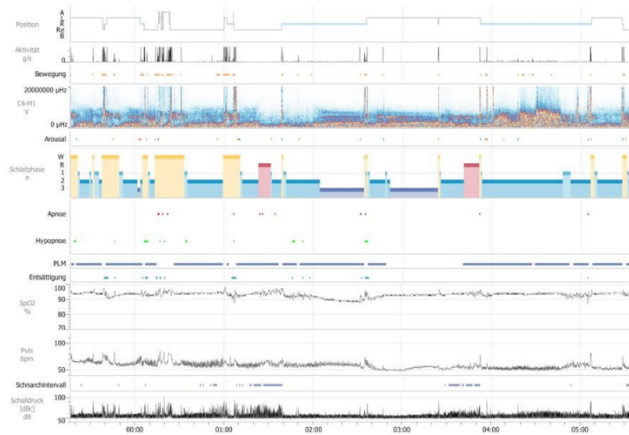 Position
A
L
R
Re
B
Aktivität
g/s
0
Bewegung
C4-M1
V
20000000 µHz
0 µHz
Arousal
Schlafphase
n
W
R
1
2
3
Apnoe
Hypopnoe
PLM
Entsättigung
SpO2
%
100
90
80
70
Puls
bpm
100
50
Schnarchintervall
Schalldruck
[dBc]
dB
100
50
00:00 01:00 02:00 03:00 04:00 05:00